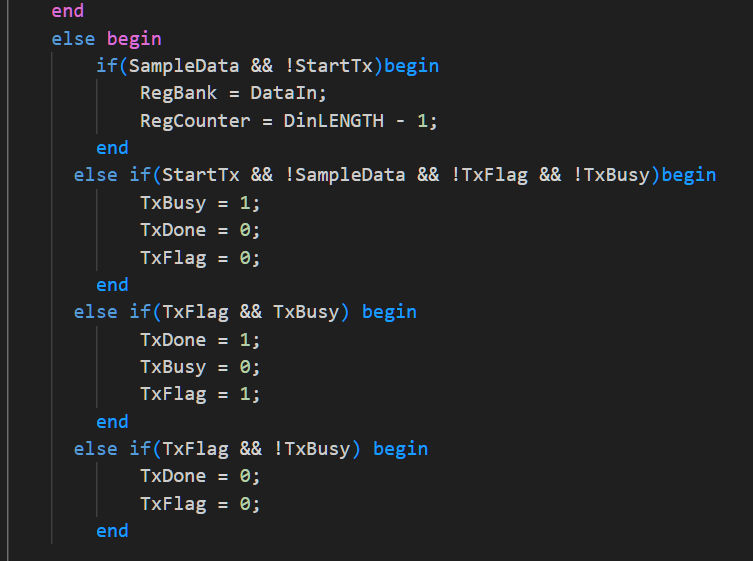 end
else begin
if(SampleData && !StartTx)begin
RegBank = DataIn;
RegCounter = DinLENGTH - 1;
end
else if(StartTx && !SampleData && !TxFlag && !TxBusy)begin
TxBusy = 1;
TxDone = 0;
TxFlag = 0;
end
else if(TxFlag && TxBusy) begin
TxDone = 1;
TxBusy = 0;
TxFlag = 1;
end
else if(TxFlag && !TxBusy) begin
TxDone = 0;
TxFlag = 0;
end